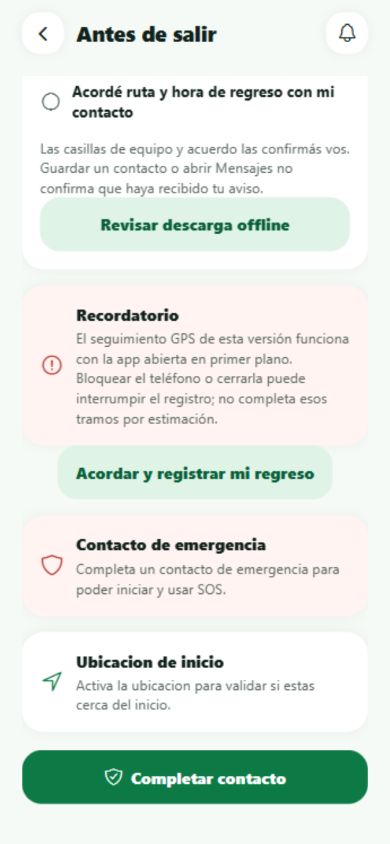 Antes de salir
Acordé ruta y hora de regreso con mi
contacto
Las casillas de equipo y acuerdo las confirmás vos.
Guardar un contacto o abrir Mensajes no
confirma que haya recibido tu aviso.
Revisar descarga offline
Recordatorio
El seguimiento GPS de esta versión funciona
con la app abierta en primer plano.
Bloquear el teléfono o cerrarla puede
interrumpir el registro; no completa esos
tramos por estimación.
Acordar y registrar mi regreso
Contacto de emergencia
Completa un contacto de emergencia para
poder iniciar y usar SOS.
Ubicacion de inicio
Activa la ubicacion para validar si estas
cerca del inicio.
Completar contacto